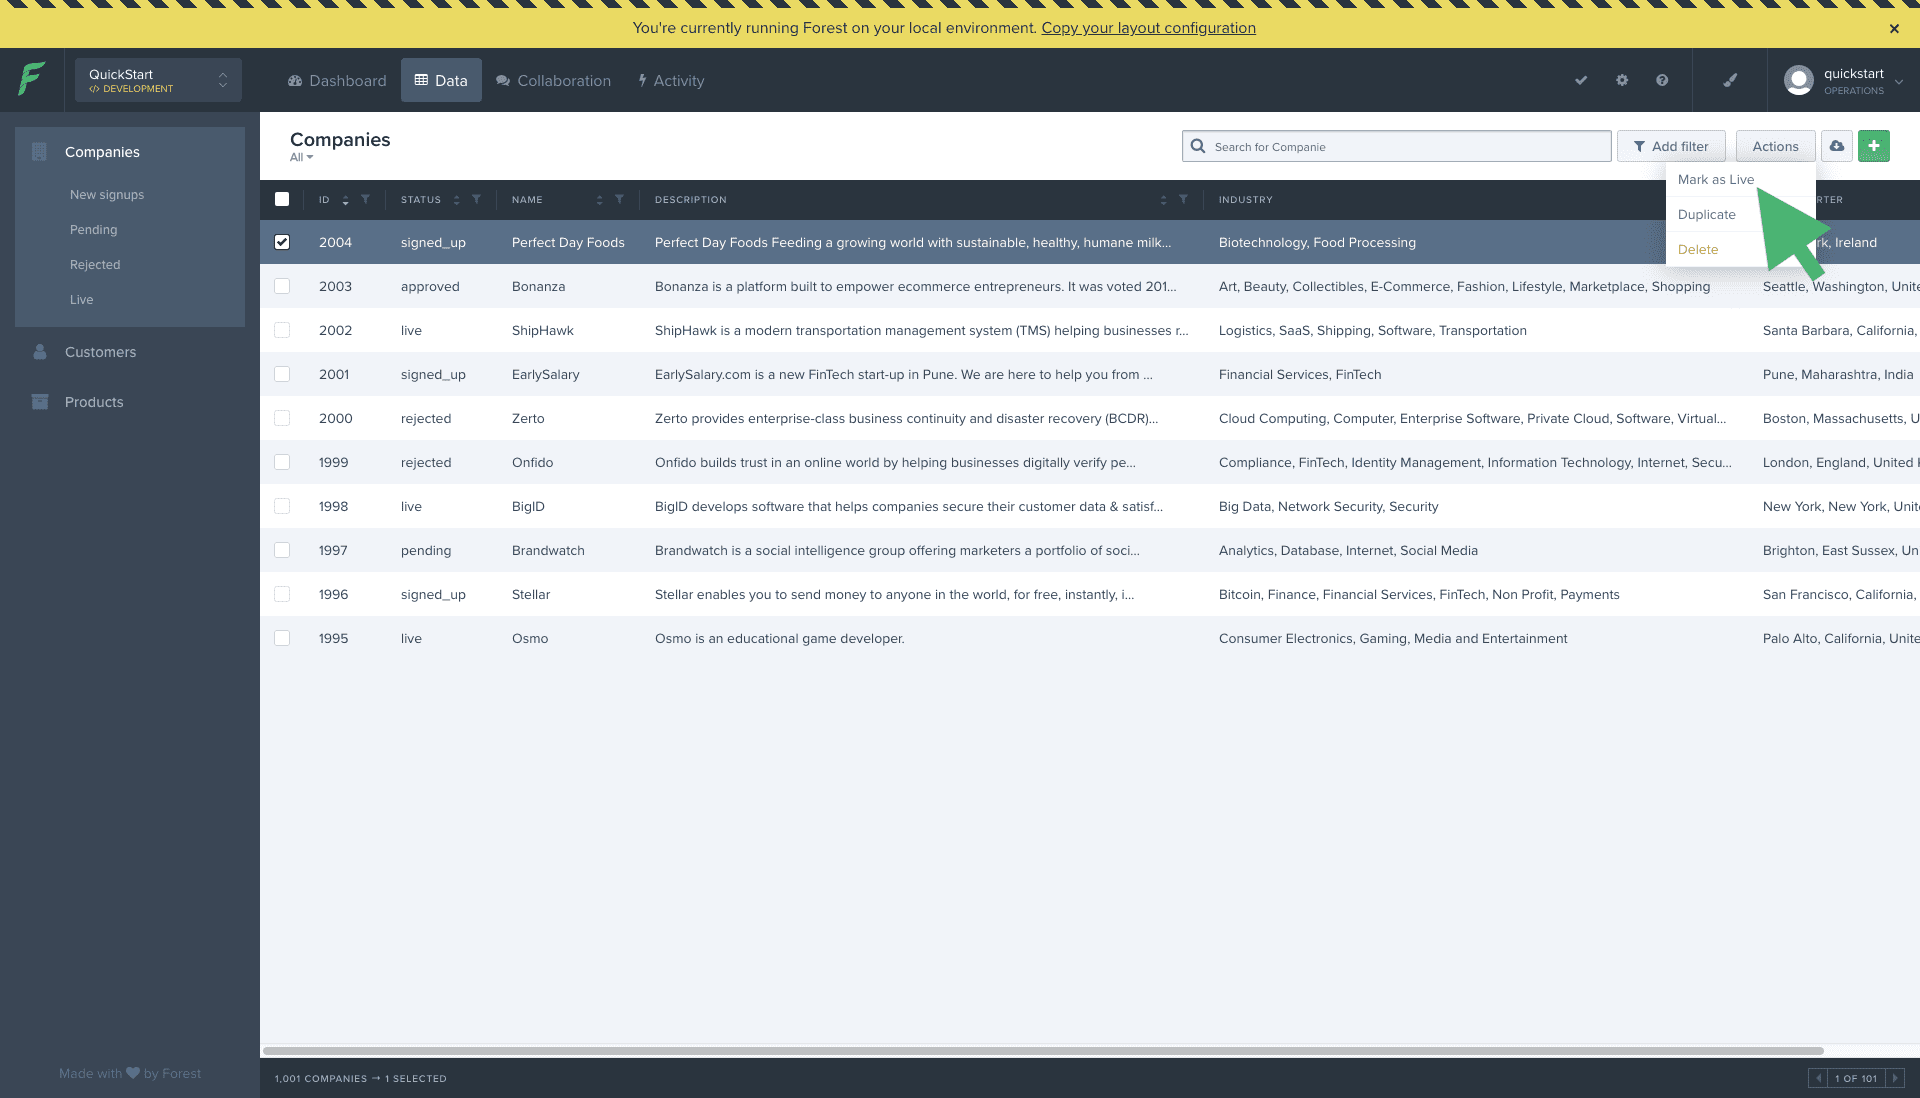 You're currently running Forest on your local environment. Copy your layout configuration
QuickStart
</> DEVELOPMENT
Dashboard
Data
Collaboration
Activity
quickstart
OPERATIONS
Companies
New signups
Pending
Rejected
Live
Customers
Products
Made with by Forest
Companies
All
Search for Companie
Add filter
Actions
Mark as Live
Duplicate
Delete
ID STATUS NAME DESCRIPTION INDUSTRY RTER
2004 signed_up Perfect Day Foods Perfect Day Foods Feeding a growing world with sustainable, healthy, humane milk... Biotechnology, Food Processing rk, Ireland
2003 approved Bonanza Bonanza is a platform built to empower ecommerce entrepreneurs. It was voted 201... Art, Beauty, Collectibles, E-Commerce, Fashion, Lifestyle, Marketplace, Shopping Seattle, Washington, Unite
2002 live ShipHawk ShipHawk is a modern transportation management system (TMS) helping businesses r... Logistics, SaaS, Shipping, Software, Transportation Santa Barbara, California,
2001 signed_up EarlySalary EarlySalary.com is a new FinTech start-up in Pune. We are here to help you from ... Financial Services, FinTech Pune, Maharashtra, India
2000 rejected Zerto Zerto provides enterprise-class business continuity and disaster recovery (BCDR)... Cloud Computing, Computer, Enterprise Software, Private Cloud, Software, Virtual... Boston, Massachusetts, U
1999 rejected Onfido Onfido builds trust in an online world by helping businesses digitally verify pe... Compliance, FinTech, Identity Management, Information Technology, Internet, Secu... London, England, United
1998 live BigID BigID develops software that helps companies secure their customer data & satisf... Big Data, Network Security, Security New York, New York, Unit
1997 pending Brandwatch Brandwatch is a social intelligence group offering marketers a portfolio of soci... Analytics, Database, Internet, Social Media Brighton, East Sussex, Un
1996 signed_up Stellar Stellar enables you to send money to anyone in the world, for free, instantly, i... Bitcoin, Finance, Financial Services, FinTech, Non Profit, Payments San Francisco, California,
1995 live Osmo Osmo is an educational game developer. Consumer Electronics, Gaming, Media and Entertainment Palo Alto, California, Unite
1,001 COMPANIES → 1 SELECTED
1 OF 101